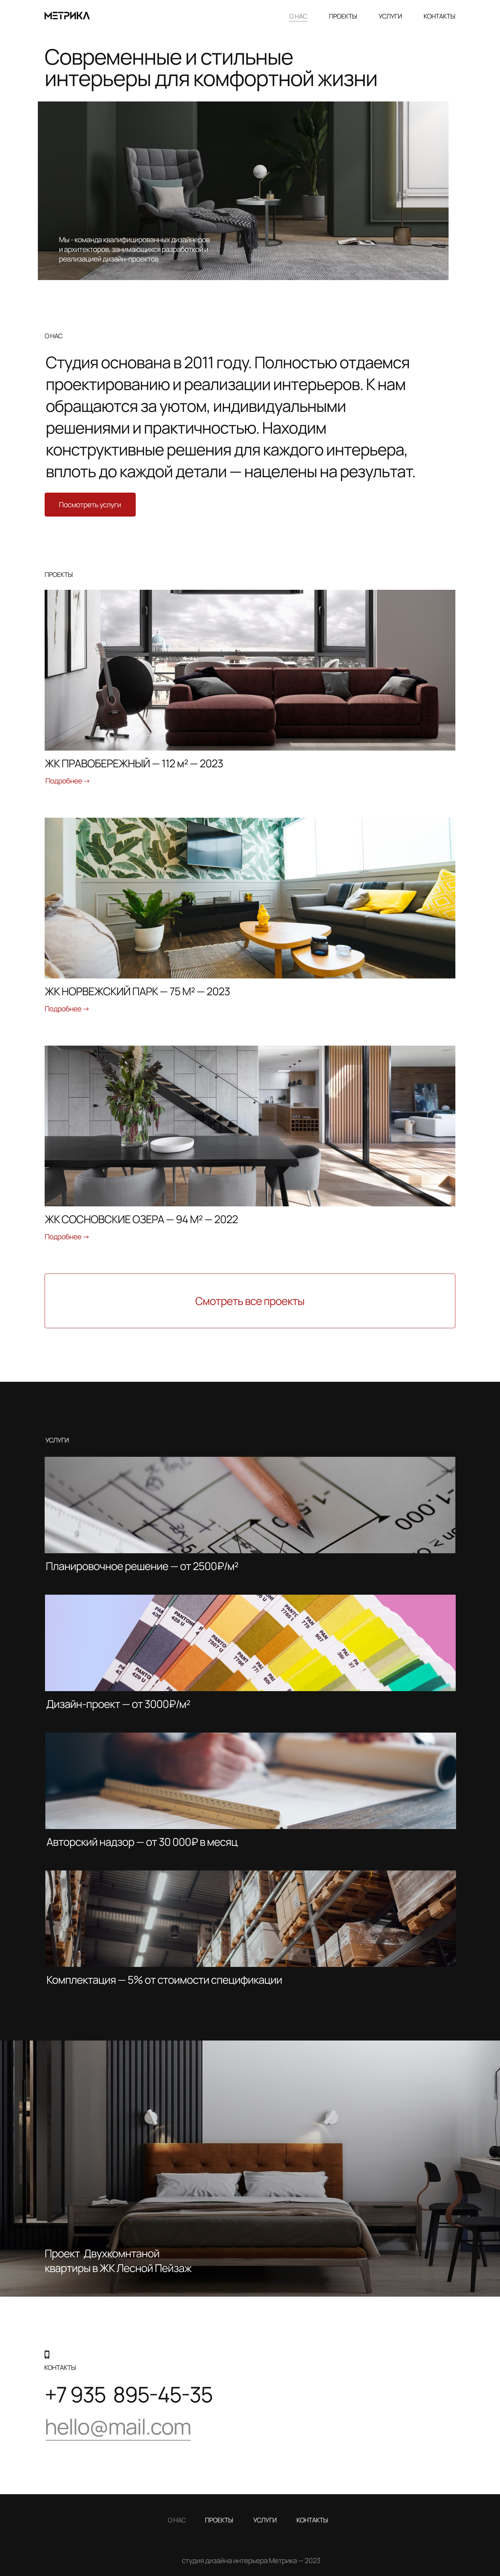 МЕТРИКА
О НАС ПРОЕКТЫ УСЛУГИ КОНТАКТЫ
Современные и стильные
интерьеры для комфортной жизни
Мы - команда квалифицированных дизайнеров
и архитекторов, занимающихся разработкой и
реализацией дизайн-проектов
О НАС
Студия основана в 2011 году. Полностью отдаемся
проектированию и реализации интерьеров. К нам
обращаются за уютом, индивидуальными
решениями и практичностью. Находим
конструктивные решения для каждого интерьера,
вплоть до каждой детали — нацелены на результат.
Посмотреть услуги
ПРОЕКТЫ
ЖК ПРАВОБЕРЕЖНЫЙ — 112 м² — 2023
Подробнее →
ЖК НОРВЕЖСКИЙ ПАРК — 75 М² — 2023
Подробнее →
ЖК СОСНОВСКИЕ ОЗЕРА — 94 М² — 2022
Подробнее →
Смотреть все проекты
УСЛУГИ
Планировочное решение — от 2500₽/м²
Дизайн-проект — от 3000₽/м²
Авторский надзор — от 30 000₽ в месяц
Комплектация — 5% от стоимости спецификации
Проект Двухкомнтаной
квартиры в ЖК Лесной Пейзаж
КОНТАКТЫ
+7 935 895-45-35
hello@mail.com
О НАС ПРОЕКТЫ УСЛУГИ КОНТАКТЫ
студия дизайна интерьера Метрика — 2023